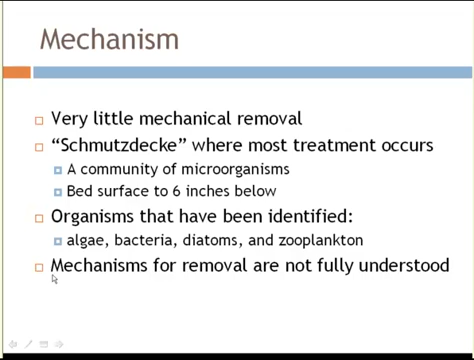 Mechanism
Very little mechanical removal
“Schmutzdecke” where most treatment occurs
A community of microorganisms
Bed surface to 6 inches below
Organisms that have been identified:
algae, bacteria, diatoms, and zooplankton
Mechanisms for removal are not fully understood